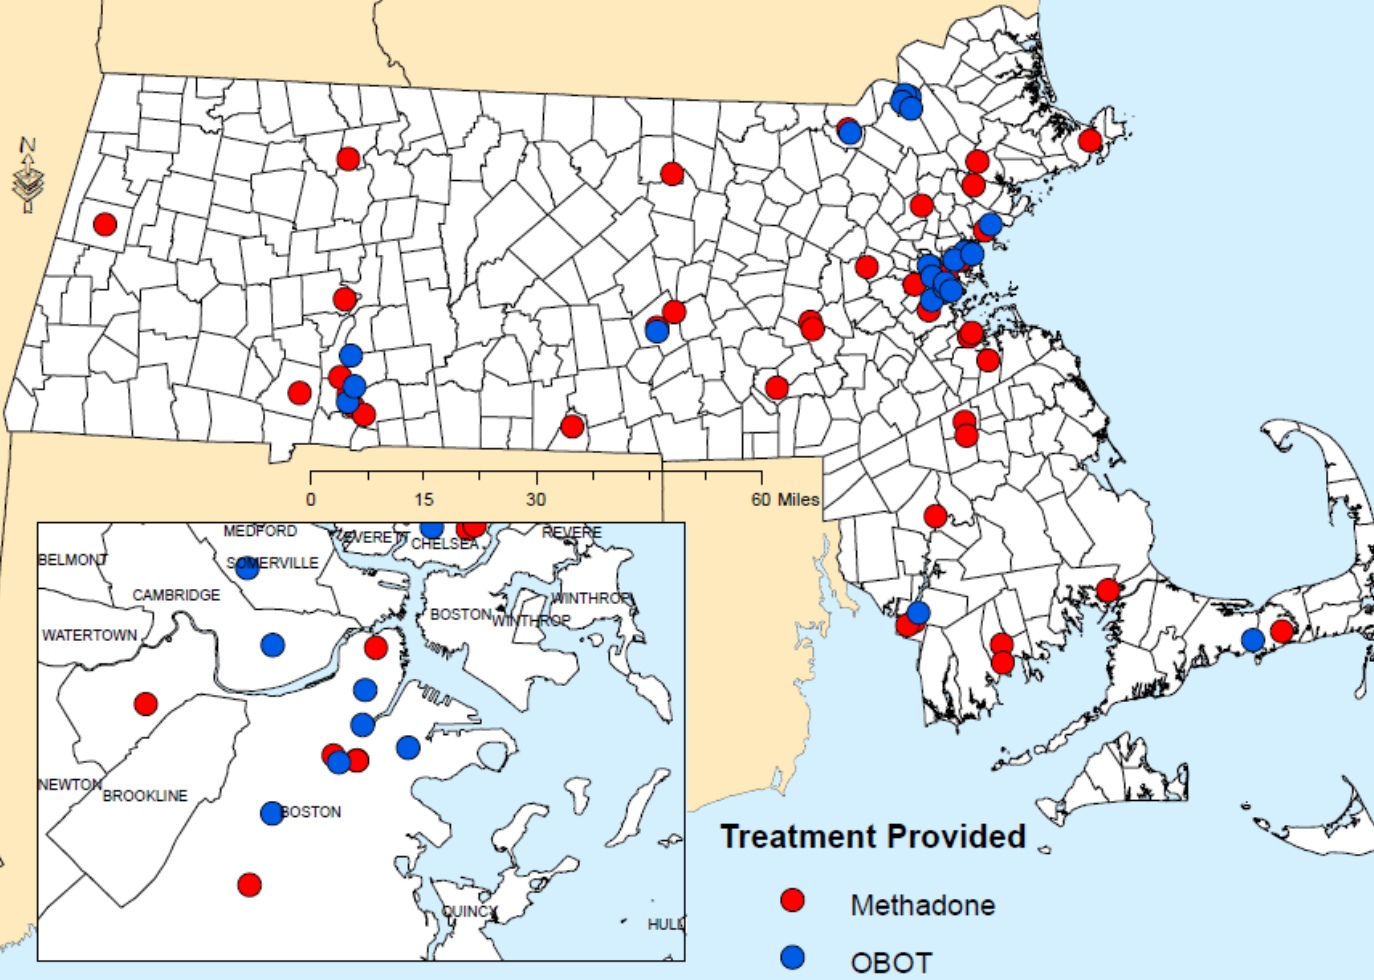 N
0 15 30 60 Miles
MEDFORD
EVERETT
REVERE
CHELSEA
BELMONT
SOMERVILLE
CAMBRIDGE
WINTHROP
BOSTON
WINTHROP
WATERTOWN
NEWTON
BROOKLINE
BOSTON
QUINCY
HULL
Treatment Provided
Methadone
OBOT